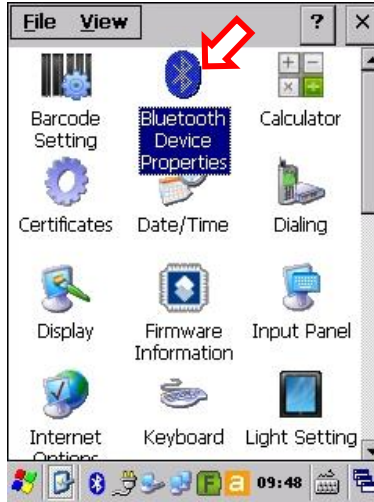 File View ? ×
Barcode
Setting
Bluetooth
Device
Properties
Calculator
Certificates
Date/Time
Dialing
Display
Firmware
Information
Input Panel
Internet
Options
Keyboard
Light Setting
F a 09:48